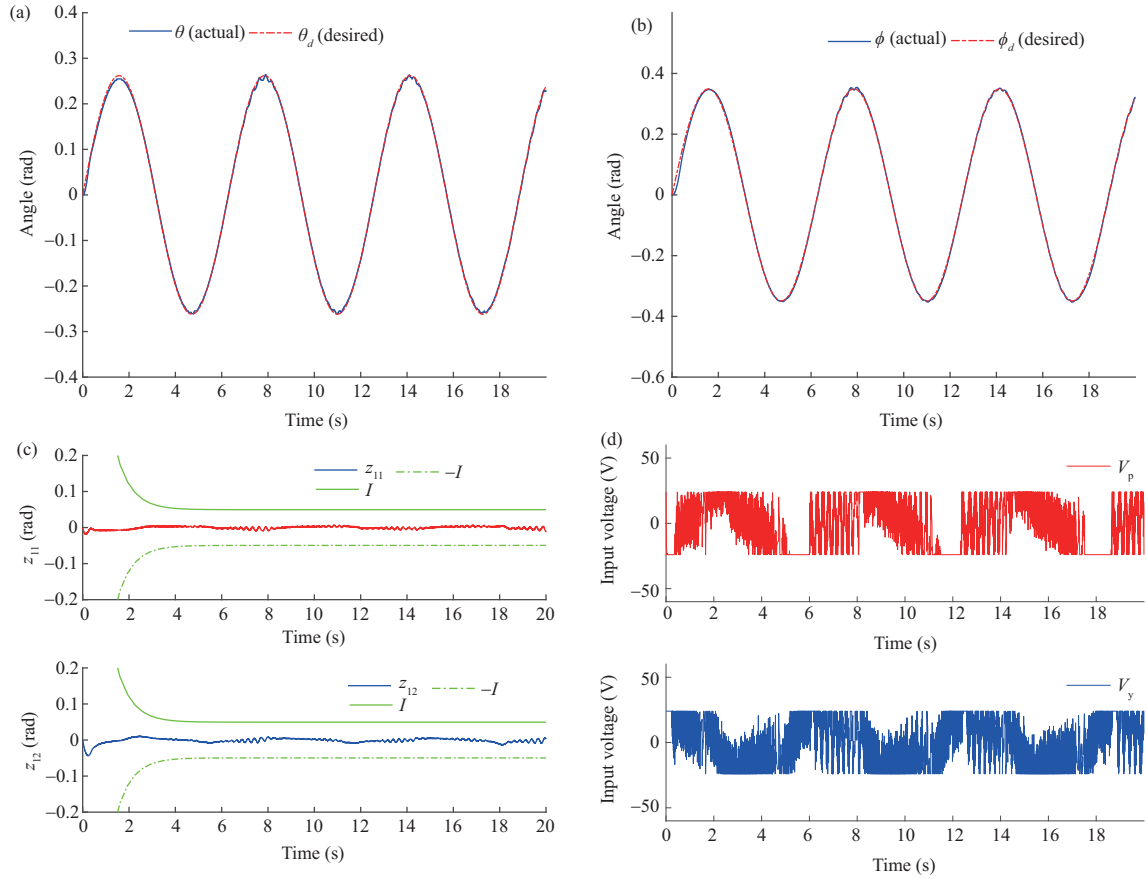 (a)
θ (actual)
θd (desired)
0.4
0.3
0.2
0.1
0
−0.1
−0.2
−0.3
−0.4
Angle (rad)
0 2 4 6 8 10 12 14 16 18
Time (s)
(b)
ϕ (actual)
ϕd (desired)
0.6
0.4
0.2
0
−0.2
−0.4
−0.6
Angle (rad)
0 2 4 6 8 10 12 14 16 18
Time (s)
(c)
z11
−I
I
0.2
0.1
0
−0.1
−0.2
z11 (rad)
0 2 4 6 8 10 12 14 16 18 20
Time (s)
z12
−I
I
0.2
0.1
0
−0.1
−0.2
z12 (rad)
0 2 4 6 8 10 12 14 16 18 20
Time (s)
(d)
Vp
50
0
−50
Input voltage (V)
0 2 4 6 8 10 12 14 16 18
Time (s)
Vy
50
0
−50
Input voltage (V)
0 2 4 6 8 10 12 14 16 18
Time (s)